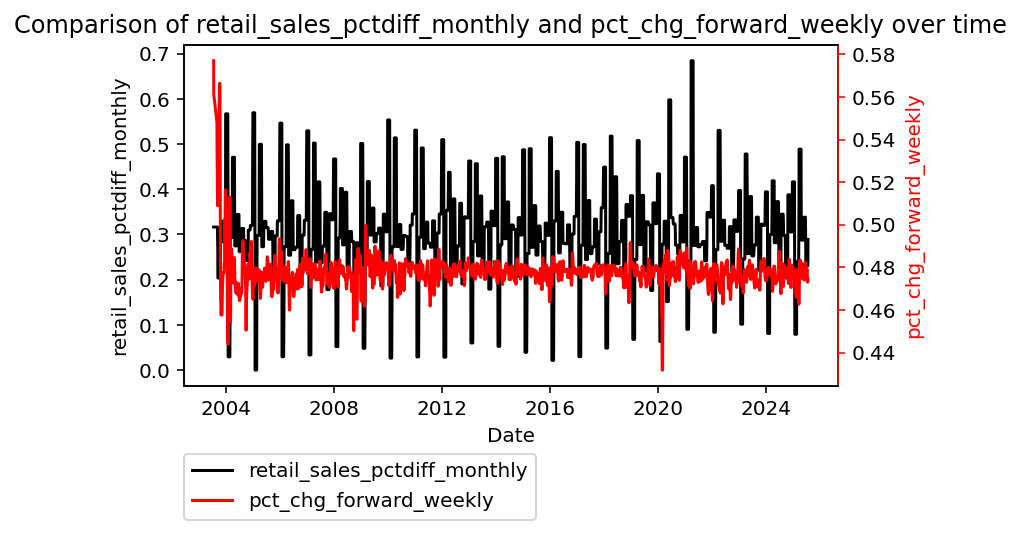 Comparison of retail_sales_pctdiff_monthly and pct_chg_forward_weekly over time
retail_sales_pctdiff_monthly
0.7
0.6
0.5
0.4
0.3
0.2
0.1
0.0
0.58
0.56
0.54
0.52
0.50
0.48
0.46
0.44
pct_chg_forward_weekly
2004 2008 2012 2016 2020 2024
Date
retail_sales_pctdiff_monthly
pct_chg_forward_weekly